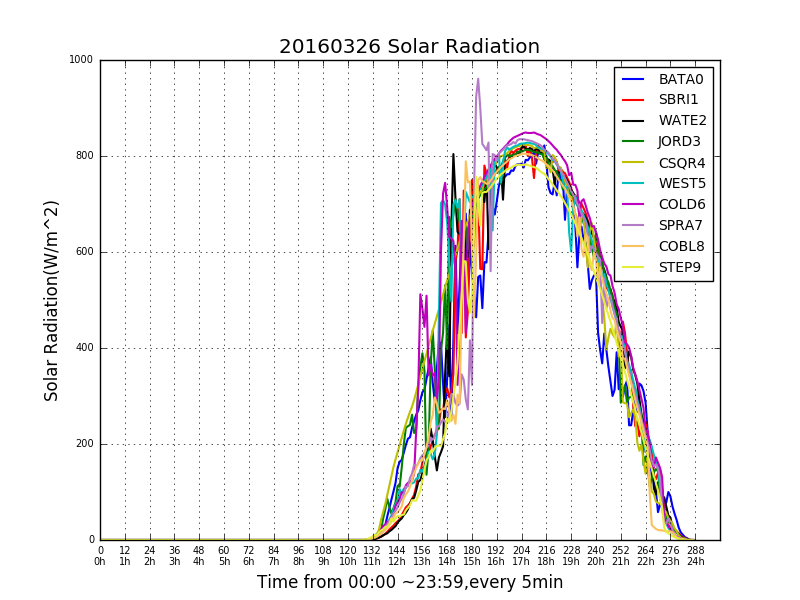 20160326 Solar Radiation
Solar Radiation(W/m^2)
1000
800
600
400
200
0
BATA0
SBRI1
WATE2
JORD3
CSQR4
WEST5
COLD6
SPRA7
COBL8
STEP9
0 12 24 36 48 60 72 84 96 108 120 132 144 156 168 180 192 204 216 228 240 252 264 276 288
0h 1h 2h 3h 4h 5h 6h 7h 8h 9h 10h 11h 12h 13h 14h 15h 16h 17h 18h 19h 20h 21h 22h 23h 24h
Time from 00:00 ~23:59,every 5min